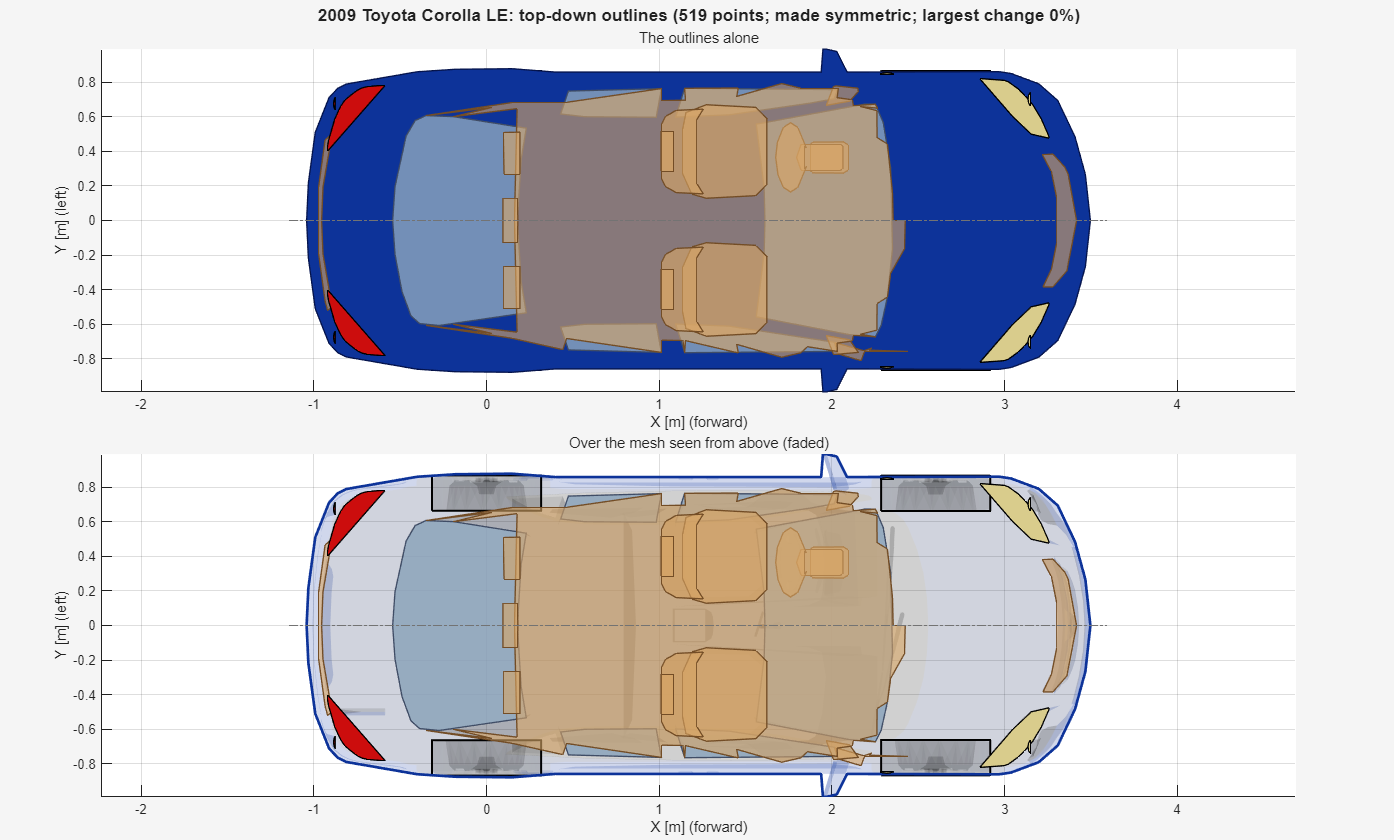 2009 Toyota Corolla LE: top-down outlines (519 points; made symmetric; largest change 0%)
The outlines alone
0.8
0.6
0.4
0.2
0
-0.2
-0.4
-0.6
-0.8
Y [m] (left)
-2 -1 0 1 2 3 4
X [m] (forward)
Over the mesh seen from above (faded)
0.8
0.6
0.4
0.2
0
-0.2
-0.4
-0.6
-0.8
Y [m] (left)
-2 -1 0 1 2 3 4
X [m] (forward)